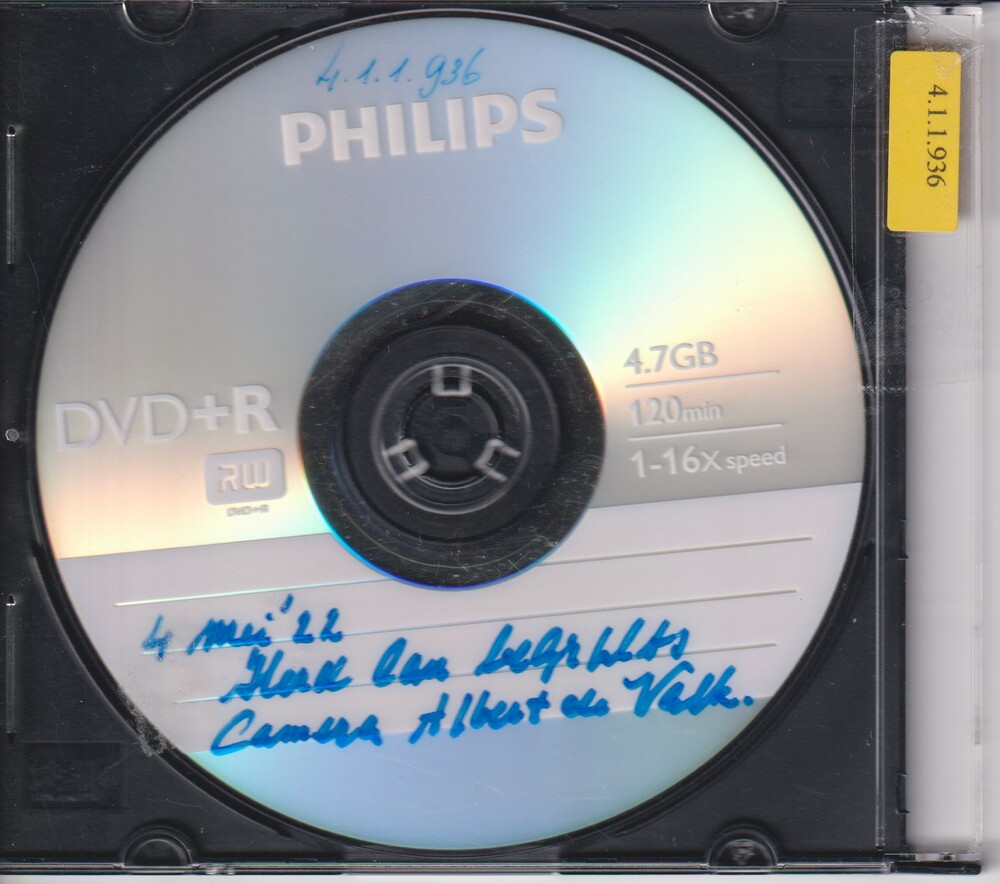 4.1.1.936
PHILIPS
4.1.1.936
4.7GB
120min
1-16x speed
DVD+R
RW
DVD+R
4 mei '22
Camera Albert de Valk.